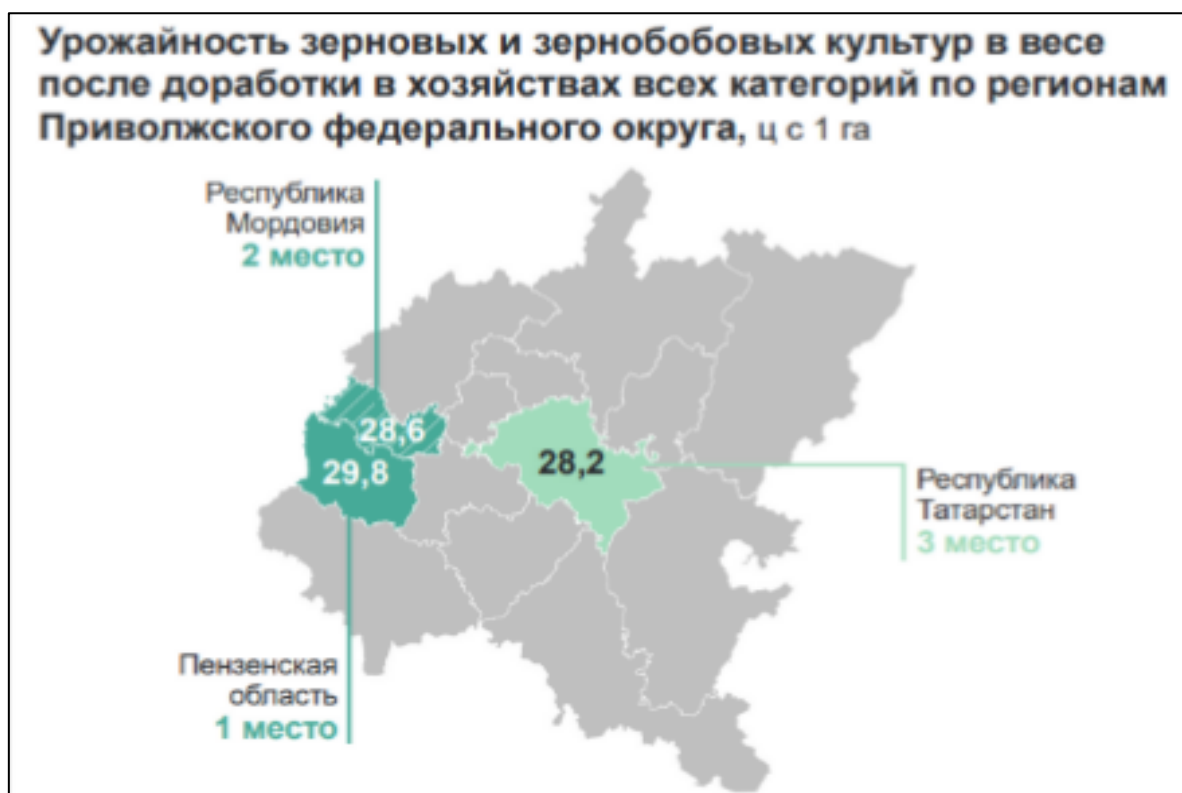 Урожайность зерновых и зернобобовых культур в весе
после доработки в хозяйствах всех категорий по регионам
Приволжского федерального округа, ц с 1 га
Республика
Мордовия
2 место
28,6
29,8
28,2
Республика
Татарстан
3 место
Пензенская
область
1 место